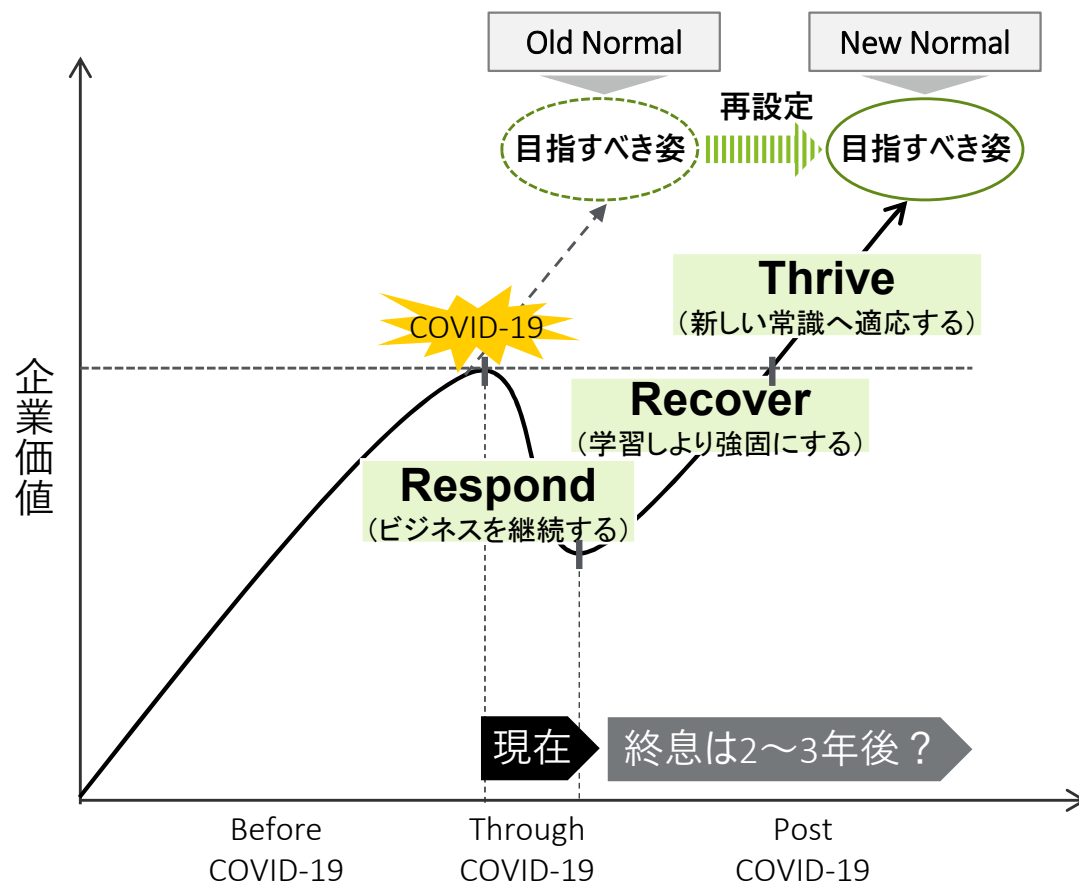 Old Normal
New Normal
目指すべき姿
再設定
目指すべき姿
Thrive
（新しい常識へ適応する）
COVID-19
企業価値
Recover
（学習しより強固にする）
Respond
（ビジネスを継続する）
現在
終息は2～3年後？
Before
COVID-19
Through
COVID-19
Post
COVID-19